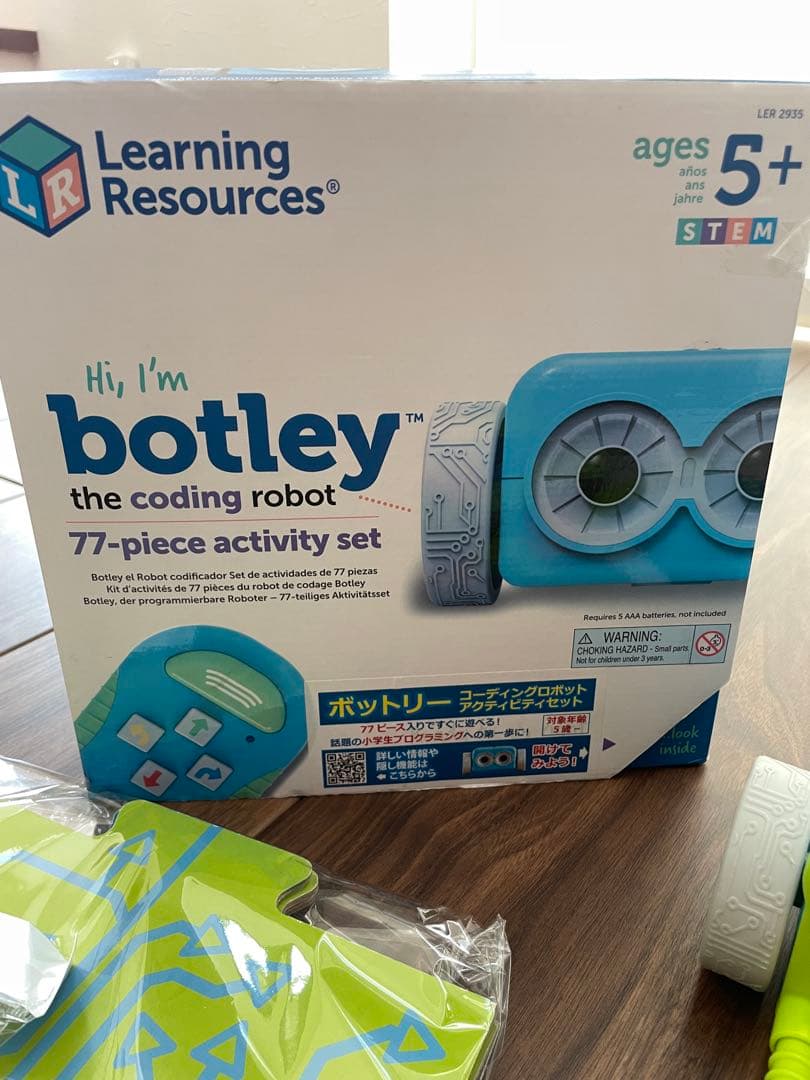 LER 2935
LR
Learning
Resources®
ages 5+
años
ans
jahre
STEM
Hi, I'm
botley™
the coding robot
77-piece activity set
Botley el Robot codificador Set de actividades de 77 piezas
Kit d'activités de 77 pièces du robot de codage Botley
Botley, der programmierbare Roboter – 77-teiliges Aktivitätsset
Requires 5 AAA batteries, not included
WARNING:
CHOKING HAZARD - Small parts.
Not for children under 3 years.
0-3
ボットリー コーディングロボット
アクティビティセット
77 ピース入りですぐに遊べる!
話題の小学生プログラミングへの第一歩に!
対象年齢
5歳~
詳しい情報や
隠し機能は
こちらから
開けて
みよう!
look
inside